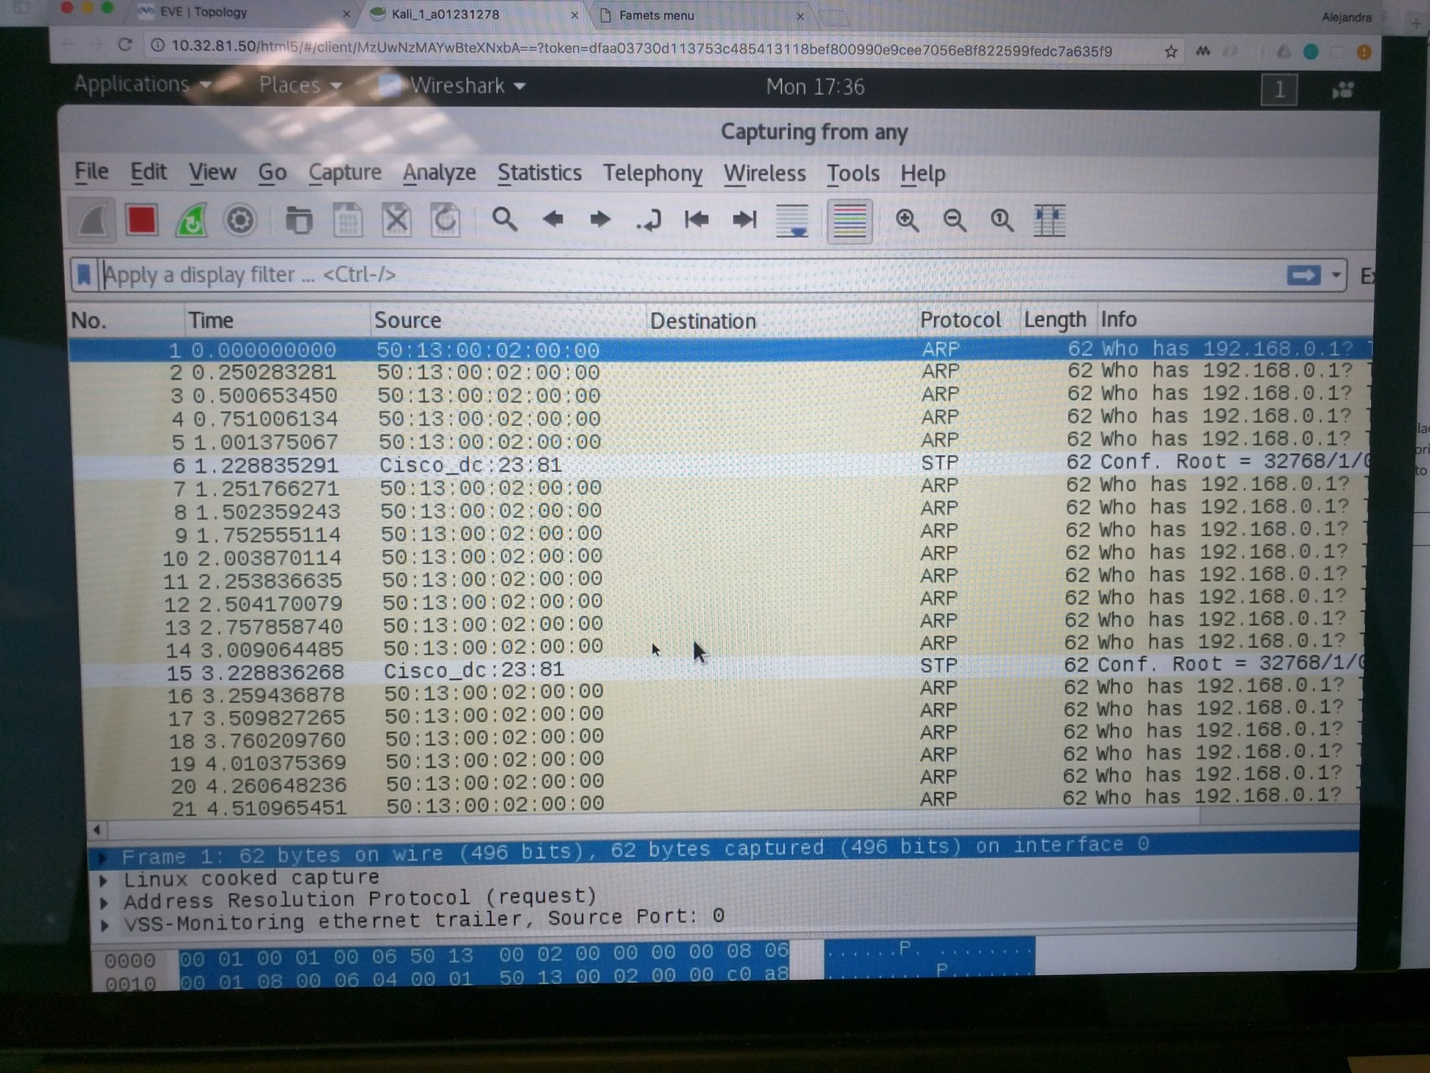 EVE | Topology
Kali_1_a01231278
Famets menu
Alejandra
10.32.81.50/html5/#/client/MzUwNzMAYwBteXNxbA==?token=dfaa03730d113753c485413118bef800990e9cee7056e8f822599fedc7a635f9
Applications Places Wireshark Mon 17:36 1
Capturing from any
File Edit View Go Capture Analyze Statistics Telephony Wireless Tools Help
Apply a display filter ... <Ctrl-/>
No. Time Source Destination Protocol Length Info
1 0.000000000 50:13:00:02:00:00 ARP 62 Who has 192.168.0.1?
2 0.250283281 50:13:00:02:00:00 ARP 62 Who has 192.168.0.1?
3 0.500653450 50:13:00:02:00:00 ARP 62 Who has 192.168.0.1?
4 0.751006134 50:13:00:02:00:00 ARP 62 Who has 192.168.0.1?
5 1.001375067 50:13:00:02:00:00 ARP 62 Who has 192.168.0.1?
6 1.228835291 Cisco_dc:23:81 STP 62 Conf. Root = 32768/1/
7 1.251766271 50:13:00:02:00:00 ARP 62 Who has 192.168.0.1?
8 1.502359243 50:13:00:02:00:00 ARP 62 Who has 192.168.0.1?
9 1.752555114 50:13:00:02:00:00 ARP 62 Who has 192.168.0.1?
10 2.003870114 50:13:00:02:00:00 ARP 62 Who has 192.168.0.1?
11 2.253836635 50:13:00:02:00:00 ARP 62 Who has 192.168.0.1?
12 2.504170079 50:13:00:02:00:00 ARP 62 Who has 192.168.0.1?
13 2.757858740 50:13:00:02:00:00 ARP 62 Who has 192.168.0.1?
14 3.009064485 50:13:00:02:00:00 ARP 62 Who has 192.168.0.1?
15 3.228836268 Cisco_dc:23:81 STP 62 Conf. Root = 32768/1/
16 3.259436878 50:13:00:02:00:00 ARP 62 Who has 192.168.0.1?
17 3.509827265 50:13:00:02:00:00 ARP 62 Who has 192.168.0.1?
18 3.760209760 50:13:00:02:00:00 ARP 62 Who has 192.168.0.1?
19 4.010375369 50:13:00:02:00:00 ARP 62 Who has 192.168.0.1?
20 4.260648236 50:13:00:02:00:00 ARP 62 Who has 192.168.0.1?
21 4.510965451 50:13:00:02:00:00 ARP 62 Who has 192.168.0.1?
Frame 1: 62 bytes on wire (496 bits), 62 bytes captured (496 bits) on interface 0
Linux cooked capture
Address Resolution Protocol (request)
VSS-Monitoring ethernet trailer, Source Port: 0
0000 00 01 00 01 00 06 50 13 00 02 00 00 00 00 08 06 ......P. ........
0010 00 01 08 00 06 04 00 01 50 13 00 02 00 00 c0 a8 ........ P.......